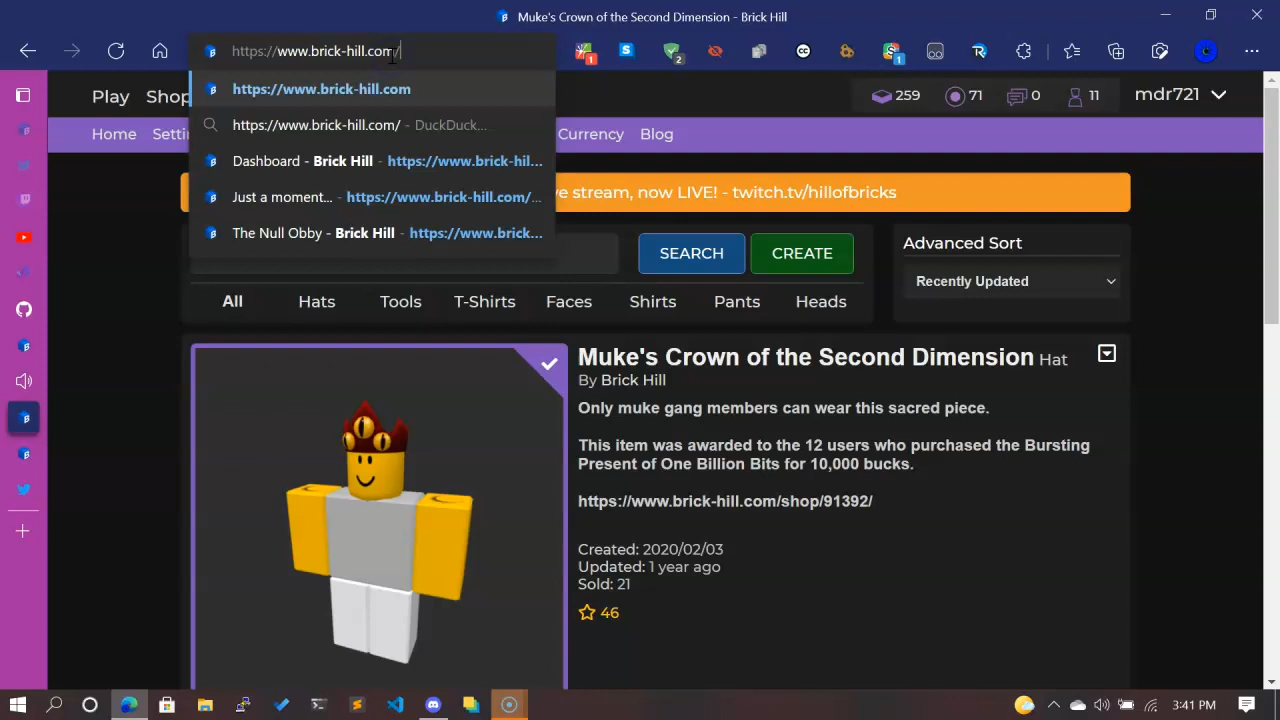 Muke's Crown of the Second Dimension - Brick Hill
https://www.brick-hill.com/
1
2
1
https://www.brick-hill.com
https://www.brick-hill.com/ - DuckDuck...
Dashboard - Brick Hill - https://www.brick-hil...
Just a moment... - https://www.brick-hill.com/...
The Null Obby - Brick Hill - https://www.brick...
Play Shop 259 71 0 11 mdr721
Home Setti Currency Blog
ve stream, now LIVE! - twitch.tv/hillofbricks
SEARCH CREATE
Advanced Sort
Recently Updated
All Hats Tools T-Shirts Faces Shirts Pants Heads
Muke's Crown of the Second Dimension Hat
By Brick Hill
Only muke gang members can wear this sacred piece.
This item was awarded to the 12 users who purchased the Bursting
Present of One Billion Bits for 10,000 bucks.
https://www.brick-hill.com/shop/91392/
Created: 2020/02/03
Updated: 1 year ago
Sold: 21
46
3:41 PM